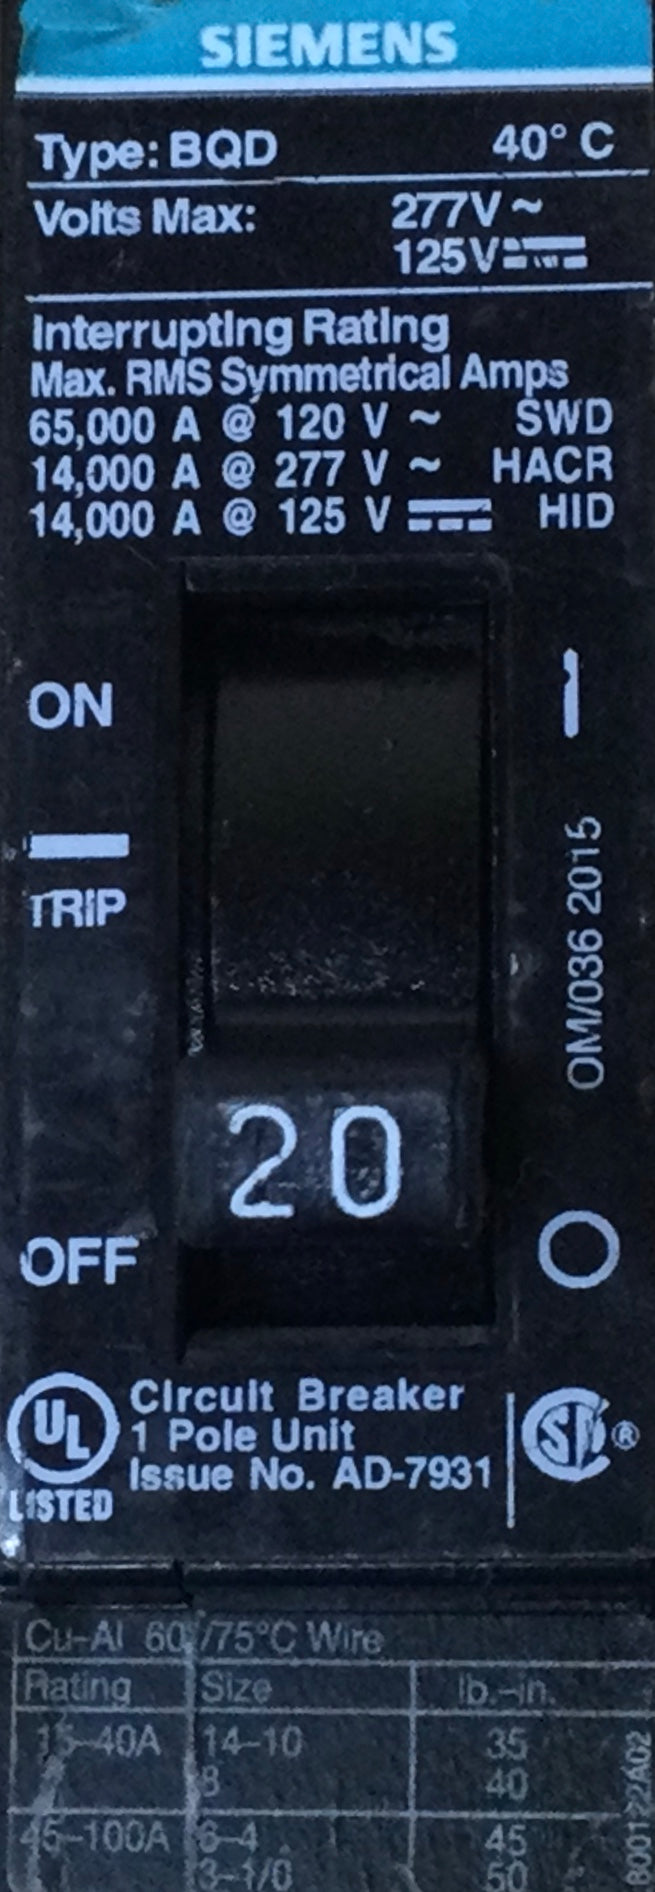 SIEMENS
Type: BQD 40° C
Volts Max: 277V ~
125V ⎓
Interrupting Rating
Max. RMS Symmetrical Amps
65,000 A @ 120 V ~ SWD
14,000 A @ 277 V ~ HACR
14,000 A @ 125 V ⎓ HID
ON I
TRIP
OM/036 2015
20
OFF O
UL
LISTED
Circuit Breaker
1 Pole Unit
Issue No. AD-7931
SP ®
Cu-Al 60/75°C Wire
Rating Size lb.-in.
15-40A 14-10 35
8 40
45-100A 6-4 45
3-1/0 50
800122A02